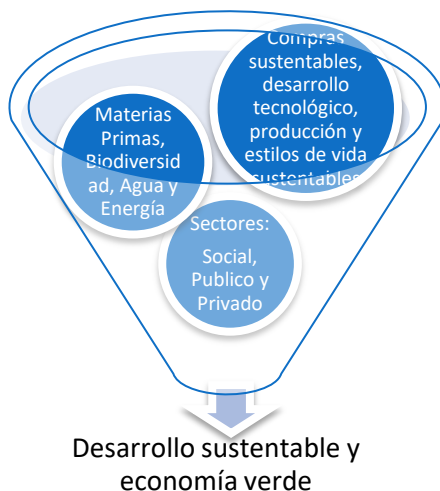 Compras
sustentables,
desarrollo
tecnológico,
producción y
estilos de vida
sustentables
Materias
Primas,
Biodiversid
ad, Agua y
Energía
Sectores:
Social,
Publico y
Privado
Desarrollo sustentable y
economía verde